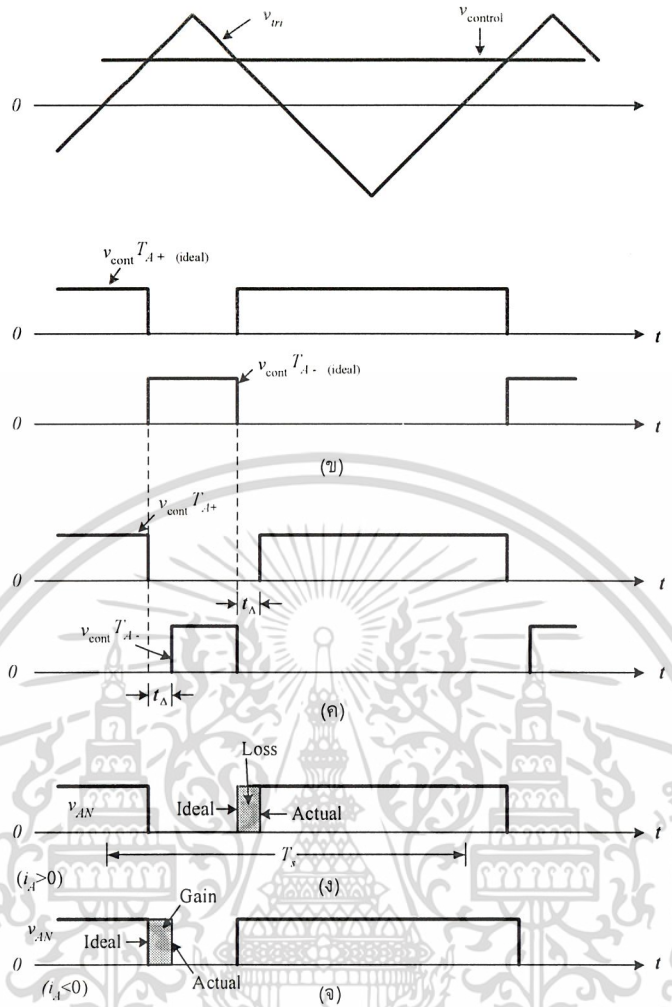 v_tri
v_control
0
v_cont T_A+ (ideal)
0
t
v_cont T_A- (ideal)
0
t
(ข)
v_cont T_A+
0
t
t_Δ
v_cont T_A-
0
t
t_Δ
(ค)
Loss
v_AN
Ideal
Actual
0
t
T_s
(i_A>0)
(ง)
Gain
v_AN
Ideal
Actual
0
t
(i_A<0)
(จ)